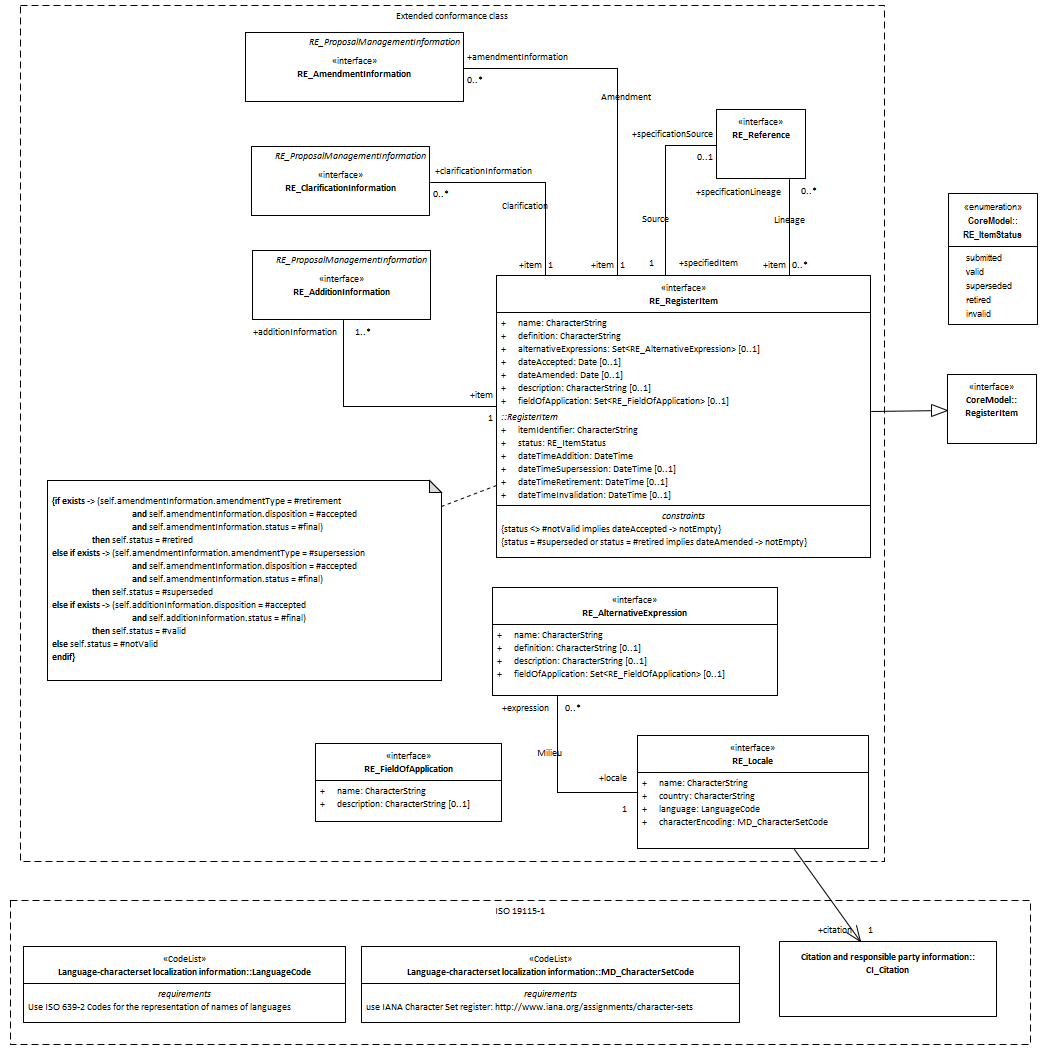 Extended conformance class
RE_ProposalManagementInformation
«interface»
RE_AmendmentInformation
+amendmentInformation
0..*
Amendment
«interface»
RE_Reference
+specificationSource
0..1
+specificationLineage
0..*
Source
Lineage
RE_ProposalManagementInformation
«interface»
RE_ClarificationInformation
+clarificationInformation
0..*
Clarification
«enumeration»
CoreModel::
RE_ItemStatus
submitted
valid
superseded
retired
invalid
RE_ProposalManagementInformation
«interface»
RE_AdditionInformation
+additionInformation
1..*
+item
1
+item
1
+item
1
1
+specifiedItem
+item
0..*
«interface»
RE_RegisterItem
+ name: CharacterString
+ definition: CharacterString
+ alternativeExpressions: Set<RE_AlternativeExpression> [0..1]
+ dateAccepted: Date [0..1]
+ dateAmended: Date [0..1]
+ description: CharacterString [0..1]
+ fieldOfApplication: Set<RE_FieldOfApplication> [0..1]
::RegisterItem
+ itemIdentifier: CharacterString
+ status: RE_ItemStatus
+ dateTimeAddition: DateTime
+ dateTimeSupersession: DateTime [0..1]
+ dateTimeRetirement: DateTime [0..1]
+ dateTimeInvalidation: DateTime [0..1]
constraints
{status <> #notValid implies dateAccepted -> notEmpty}
{status = #superseded or status = #retired implies dateAmended -> notEmpty}
«interface»
CoreModel::
RegisterItem
{if exists -> (self.amendmentInformation.amendmentType = #retirement
and self.amendmentInformation.disposition = #accepted
and self.amendmentInformation.status = #final)
then self.status = #retired
else if exists -> (self.amendmentInformation.amendmentType = #supersession
and self.amendmentInformation.disposition = #accepted
and self.amendmentInformation.status = #final)
then self.status = #superseded
else if exists -> (self.additionInformation.disposition = #accepted
and self.additionInformation.status = #final)
then self.status = #valid
else self.status = #notValid
endif}
«interface»
RE_AlternativeExpression
+ name: CharacterString
+ definition: CharacterString [0..1]
+ description: CharacterString [0..1]
+ fieldOfApplication: Set<RE_FieldOfApplication> [0..1]
+expression
0..*
Milieu
+locale
1
«interface»
RE_FieldOfApplication
+ name: CharacterString
+ description: CharacterString [0..1]
«interface»
RE_Locale
+ name: CharacterString
+ country: CharacterString
+ language: LanguageCode
+ characterEncoding: MD_CharacterSetCode
ISO 19115-1
+citation
1
«CodeList»
Language-characterset localization information::LanguageCode
requirements
Use ISO 639-2 Codes for the representation of names of languages
«CodeList»
Language-characterset localization information::MD_CharacterSetCode
requirements
use IANA Character Set register: http://www.iana.org/assignments/character-sets
Citation and responsible party information::
CI_Citation